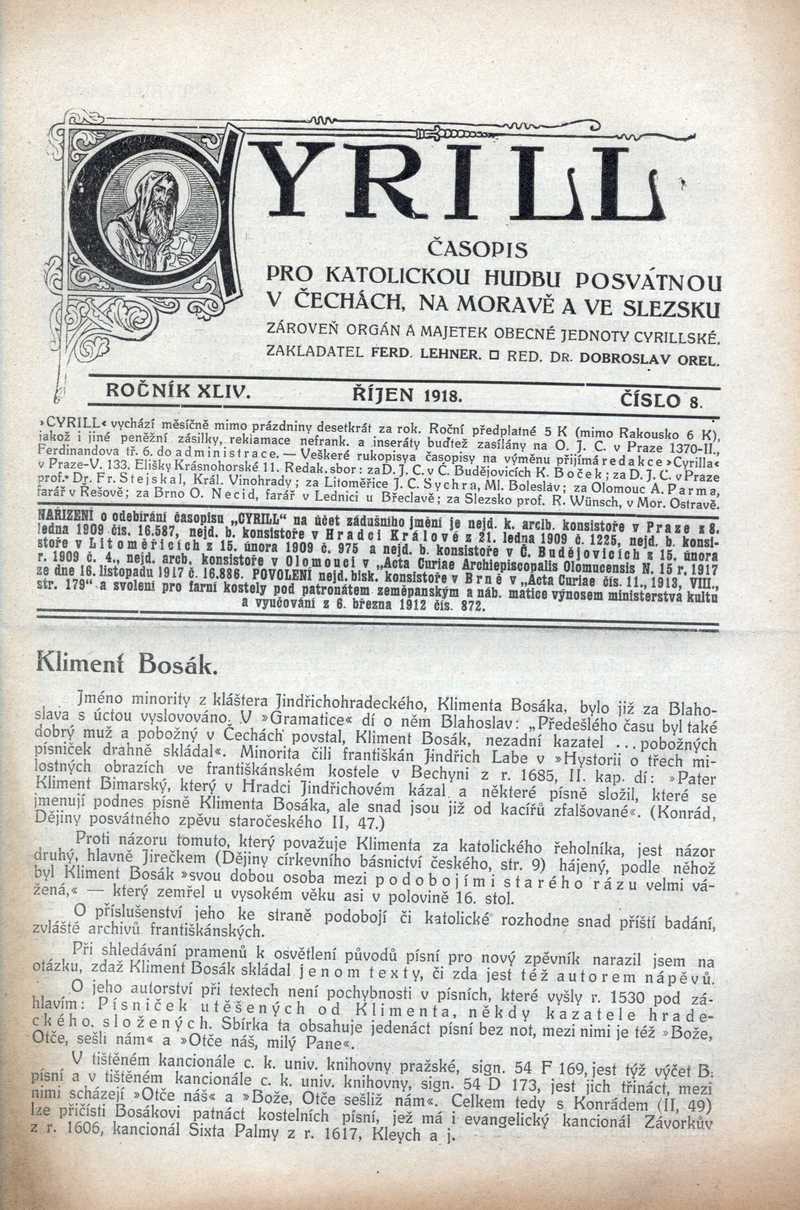 CYRILL
ČASOPIS
PRO KATOLICKOU HUDBU POSVÁTNOU
V ČECHÁCH, NA MORAVĚ A VE SLEZSKU
ZÁROVEŇ ORGÁN A MAJETEK OBECNÉ JEDNOTY CYRILLSKÉ.
ZAKLADATEL FERD. LEHNER. □ RED. DR. DOBROSLAV OREL.
ROČNÍK XLIV. ŘÍJEN 1918. ČÍSLO 8.
›CYRILL‹ vychází měsíčně mimo prázdniny desetkrát za rok. Roční předplatné 5 K (mimo Rakousko 6 K),
jakož i jiné peněžní zásilky, reklamace nefrank. a inseráty buďtež zasílány na O. J. C. v Praze 1370-II.,
Ferdinandova tř. 6. do administrace. — Veškeré rukopisy a časopisy na výměnu přijímá redakce ›Cyrilla‹
v Praze-V. 133. Elišky Krásnohorské 11. Redak. sbor: za D. J. C. v Č. Budějovicích K. Boček; za D. J. C. v Praze
prof. Dr. Fr. Stejskal, Král. Vinohrady; za Litoměřice J. C. Sychra, Ml. Boleslav; za Olomouc A. Parma,
farář v Řešově; za Brno O. Necid, farář v Lednici u Břeclavě; za Slezsko prof. R. Wünsch, v Mor. Ostravě.
NAŘÍZENÍ o odebírání časopisu „CYRILL“ na účet zádušního jmění je nejd. k. arcib. konsistoře v Praze z 8.
ledna 1909 čís. 16.587, nejd. b. konsistoře v Hradci Králové z 21. ledna 1909 č. 1225, nejd. b. konsi-
stoře v Litoměřicích z 15. února 1909 č. 975 a nejd. b. konsistoře v Č. Budějovicích z 15. února
r. 1909 č. 4., nejd. arcb. konsistoře v Olomouci v „Acta Curiae Archiepiscopalis Olomucensis N. 15 r. 1917
ze dne 16. listopadu 1917 č. 16.886. POVOLENÍ nejd. bisk. konsistoře v Brně v „Acta Curiae čís. 11., 1913, VIII.,
str. 179“ a svolení pro farní kostely pod patronátem zeměpanským a náb. matice výnosem ministerstva kultu
a vyučování z 6. března 1912 čís. 872.
Kliment Bosák.
Jméno minority z kláštera Jindřichohradeckého, Klimenta Bosáka, bylo již za Blaho-
slava s úctou vyslovováno. V »Gramatice« dí o něm Blahoslav: „Předešlého času byl také
dobrý muž a pobožný v Čechách povstal, Kliment Bosák, nezadní kazatel ... pobožných
písniček drahně skládal«. Minorita čili františkán Jindřich Labe v »Hystorii o třech mi-
lostných obrazích ve františkánském kostele v Bechyni z r. 1685, II. kap. dí: »Pater
Kliment Bimarský, který v Hradci Jindřichovém kázal a některé písně složil, které se
jmenují podnes písně Klimenta Bosáka, ale snad jsou již od kacířů zfalšované«. (Konrád,
Dějiny posvátného zpěvu staročeského II, 47.)
Proti názoru tomuto, který považuje Klimenta za katolického řeholníka, jest názor
druhý, hlavně Jirečkem (Dějiny církevního básnictví českého, str. 9) hájený, podle něhož
byl Kliment Bosák »svou dobou osoba mezi podobojími starého rázu velmi vá-
žená,« — který zemřel u vysokém věku asi v polovině 16. stol.
O příslušenství jeho ke straně podobojí či katolické rozhodne snad příští badání,
zvláště archivů františkánských.
Při shledávání pramenů k osvětlení původů písní pro nový zpěvník narazil jsem na
otázku, zdaž Kliment Bosák skládal jenom texty, či zda jest též autorem nápěvů.
O jeho autorství při textech není pochybnosti v písních, které vyšly r. 1530 pod zá-
hlavím: Písniček utěšených od Klimenta, někdy kazatele hrade-
ckého, složených. Sbírka ta obsahuje jedenáct písní bez not, mezi nimi je též »Bože,
Otče, sešli nám« a »Otče náš, milý Pane«.
V tištěném kancionále c. k. univ. knihovny pražské, sign. 54 F 169, jest týž výčet B.
písní a v tištěném kancionále c. k. univ. knihovny, sign. 54 D 173, jest jich třináct, mezi
nimi scházejí »Otče náš« a »Bože, Otče sešliž nám«. Celkem tedy s Konrádem (II, 49)
lze přičísti Bosákovi patnáct kostelních písní, jež má i evangelický kancionál Závorkův
z r. 1606, kancionál Sixta Palmy z r. 1617, Kleych a j.